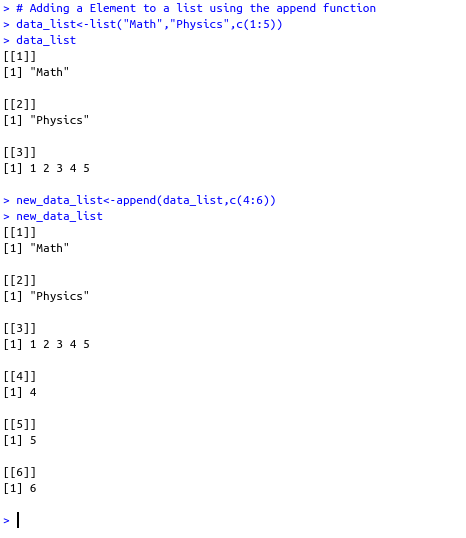 > # Adding a Element to a list using the append function
> data_list<-list("Math","Physics",c(1:5))
> data_list
[[1]]
[1] "Math"

[[2]]
[1] "Physics"

[[3]]
[1] 1 2 3 4 5

> new_data_list<-append(data_list,c(4:6))
> new_data_list
[[1]]
[1] "Math"

[[2]]
[1] "Physics"

[[3]]
[1] 1 2 3 4 5

[[4]]
[1] 4

[[5]]
[1] 5

[[6]]
[1] 6

>